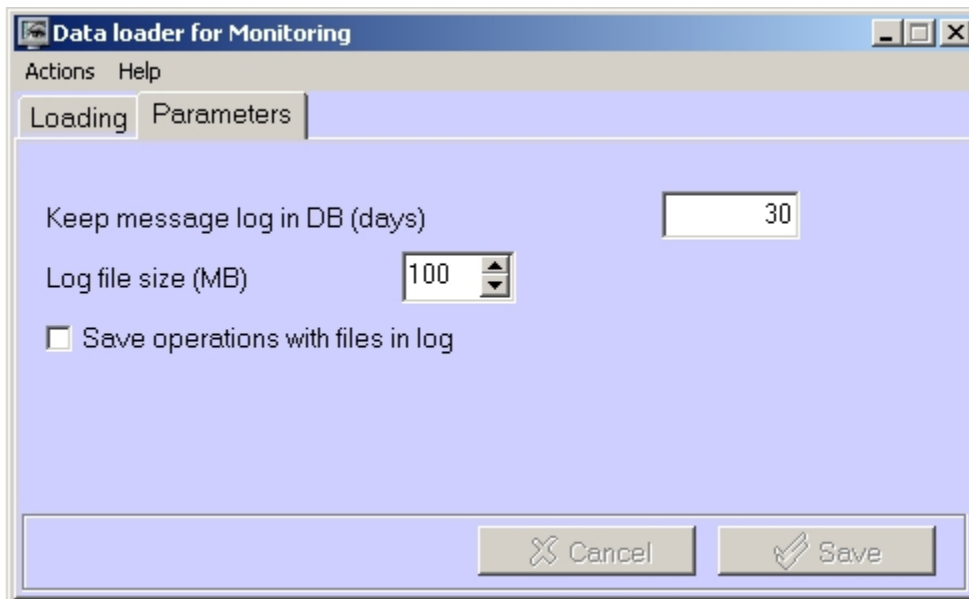 Data loader for Monitoring
Actions Help
Loading Parameters
Keep message log in DB (days) 30
Log file size (MB) 100
Save operations with files in log
Cancel Save